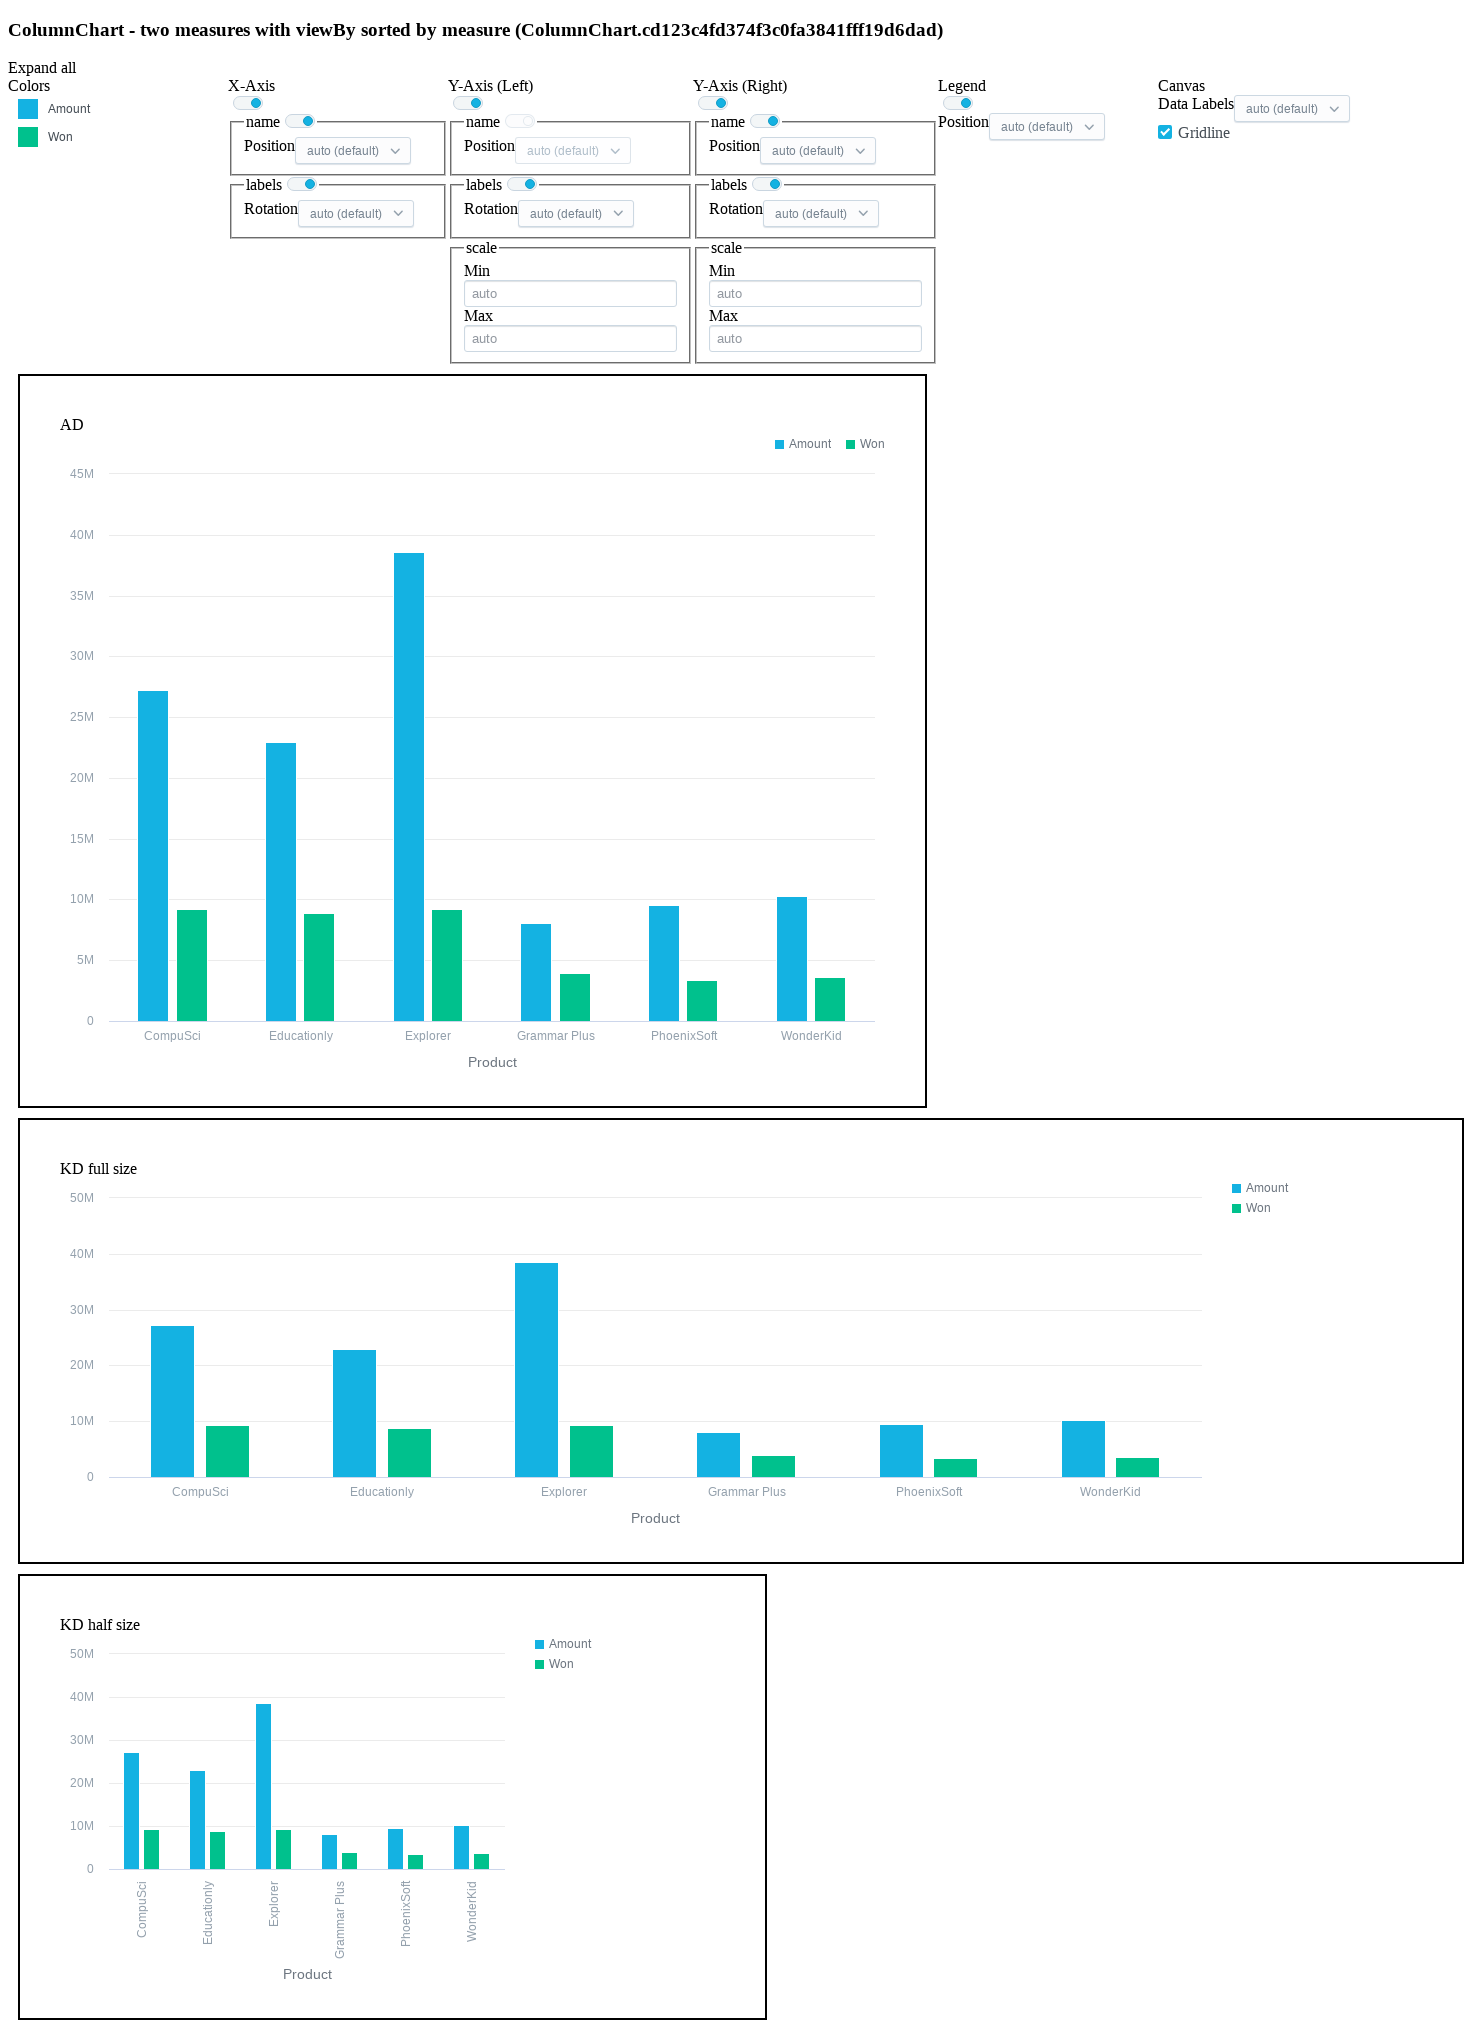 ColumnChart - two measures with viewBy sorted by measure (ColumnChart.cd123c4fd374f3c0fa3841fff19d6dad)
Expand all
Colors
Amount
Won
X-Axis
name
Position auto (default)
labels
Rotation auto (default)
Y-Axis (Left)
name
Position auto (default)
labels
Rotation auto (default)
scale
Min
auto
Max
auto
Y-Axis (Right)
name
Position auto (default)
labels
Rotation auto (default)
scale
Min
auto
Max
auto
Legend
Position auto (default)
Canvas
Data Labels auto (default)
Gridline
AD
Amount Won
45M
40M
35M
30M
25M
20M
15M
10M
5M
0
CompuSci Educationly Explorer Grammar Plus PhoenixSoft WonderKid
Product
KD full size
Amount
Won
50M
40M
30M
20M
10M
0
CompuSci Educationly Explorer Grammar Plus PhoenixSoft WonderKid
Product
KD half size
Amount
Won
50M
40M
30M
20M
10M
0
CompuSci
Educationly
Explorer
Grammar Plus
PhoenixSoft
WonderKid
Product